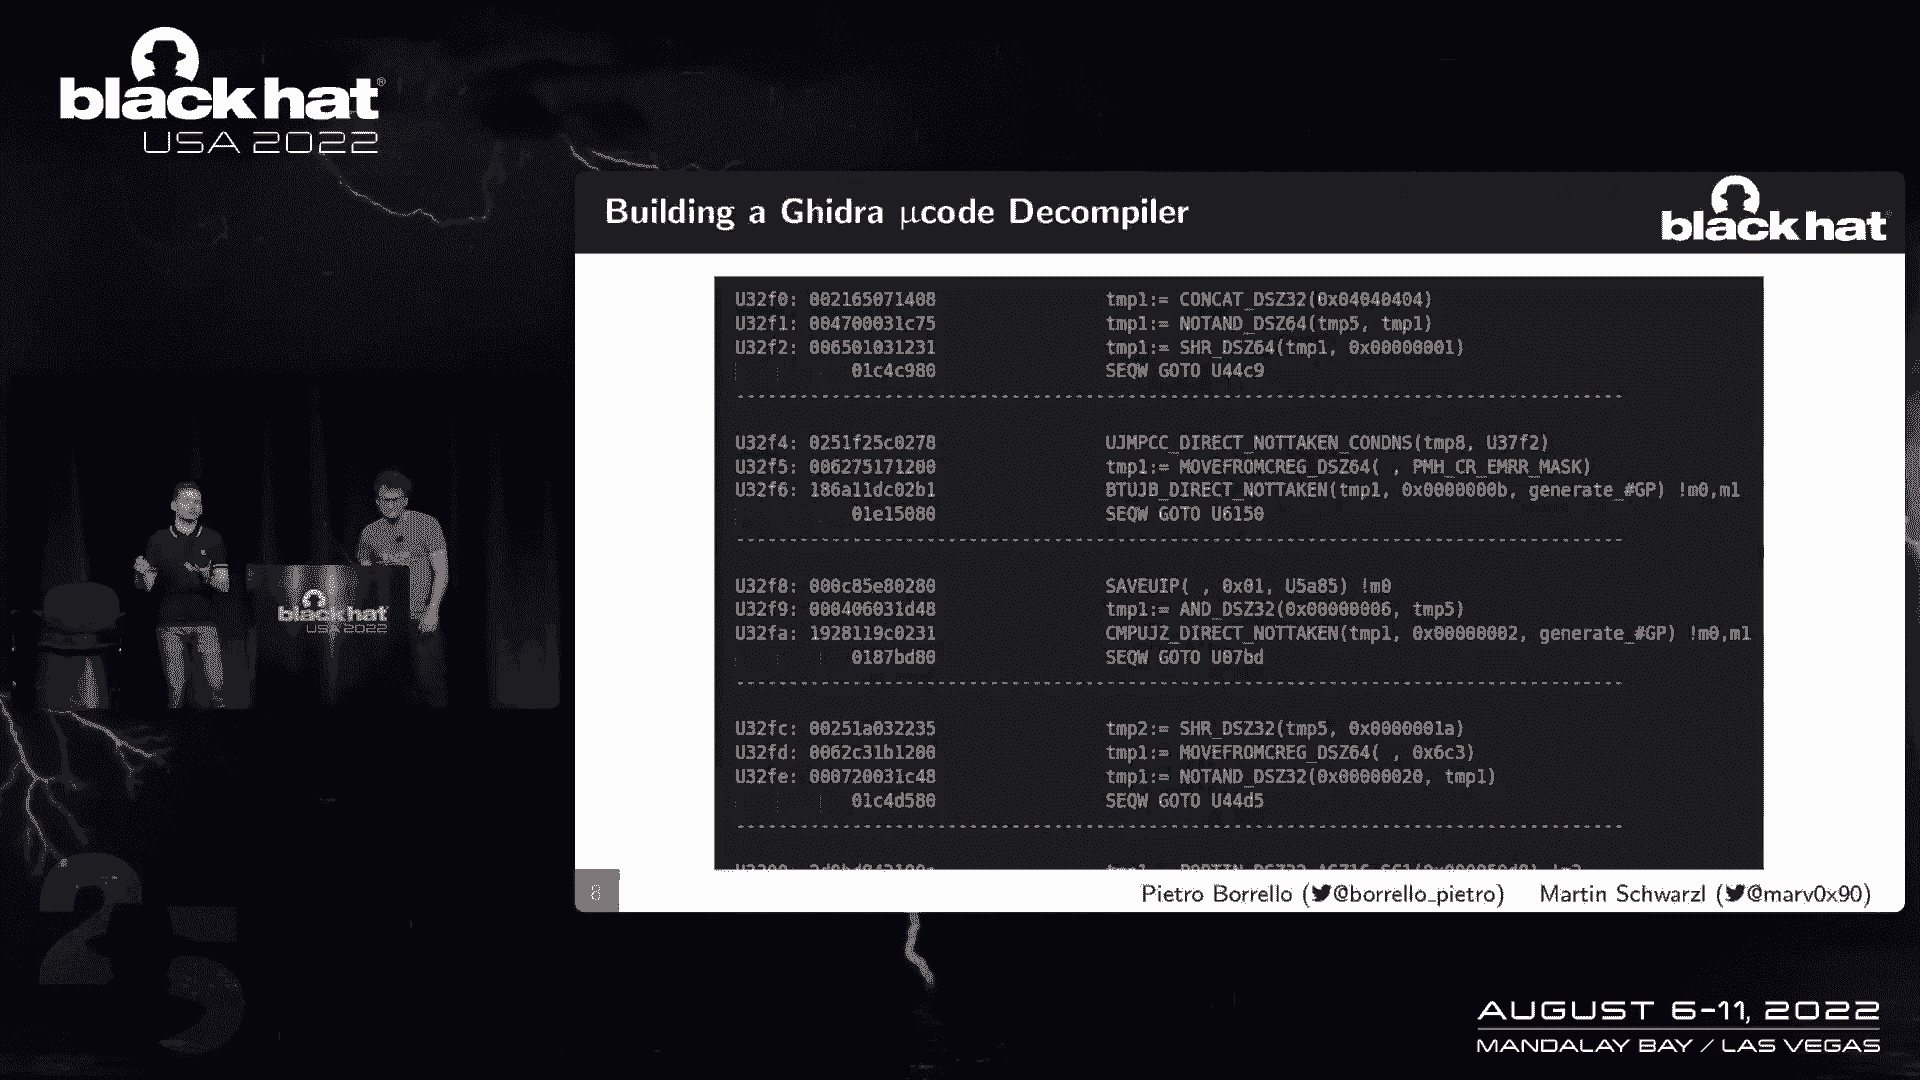 black hat®
USA 2022
Building a Ghidra μcode Decompiler
black hat
U32f0: 002165071408 tmp1:= CONCAT_DSZ32(0x04040404)
U32f1: 004700031c75 tmp1:= NOTAND_DSZ64(tmp5, tmp1)
U32f2: 006501031231 tmp1:= SHR_DSZ64(tmp1, 0x00000001)
01c4c980 SEQW GOTO U44c9
U32f4: 0251f25c0278 UJMPCC_DIRECT_NOTTAKEN_CONDNS(tmp8, U37f2)
U32f5: 006275171200 tmp1:= MOVEFROMCREG_DSZ64( , PMH_CR_EMRR_MASK)
U32f6: 186a11dc02b1 BTUJB_DIRECT_NOTTAKEN(tmp1, 0x0000000b, generate_#GP) !m0,m1
01e15080 SEQW GOTO U6150
U32f8: 000c85e80280 SAVEUIP( , 0x01, U5a85) !m0
U32f9: 000406031d48 tmp1:= AND_DSZ32(0x00000006, tmp5)
U32fa: 1928119c0231 CMPUJZ_DIRECT_NOTTAKEN(tmp1, 0x00000002, generate_#GP) !m0,m1
0187bd80 SEQW GOTO U07bd
U32fc: 00251a032235 tmp2:= SHR_DSZ32(tmp5, 0x0000001a)
U32fd: 0062c31b1200 tmp1:= MOVEFROMCREG_DSZ64( , 0x6c3)
U32fe: 000720031c48 tmp1:= NOTAND_DSZ32(0x00000020, tmp1)
01c4d580 SEQW GOTO U44d5
8
Pietro Borrello (@borrello_pietro) Martin Schwarzl (@marv0x90)
black hat
USA 2022
25
AUGUST 6-11, 2022
MANDALAY BAY / LAS VEGAS